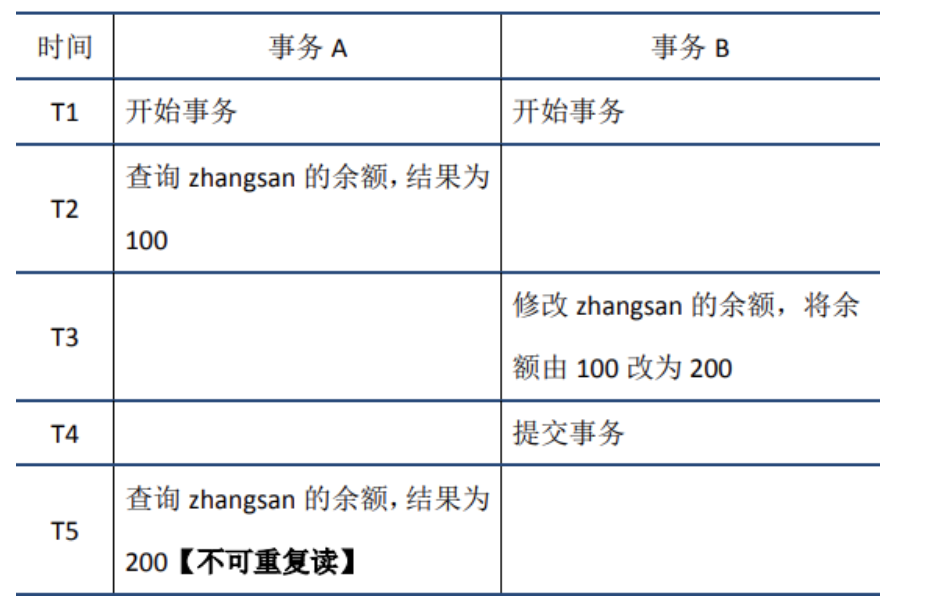 时间 事务 A 事务 B
T1 开始事务 开始事务
查询 zhangsan 的余额，结果为
T2
100
修改 zhangsan 的余额，将余
T3
额由 100 改为 200
T4 提交事务
查询 zhangsan 的余额，结果为
T5
200【不可重复读】